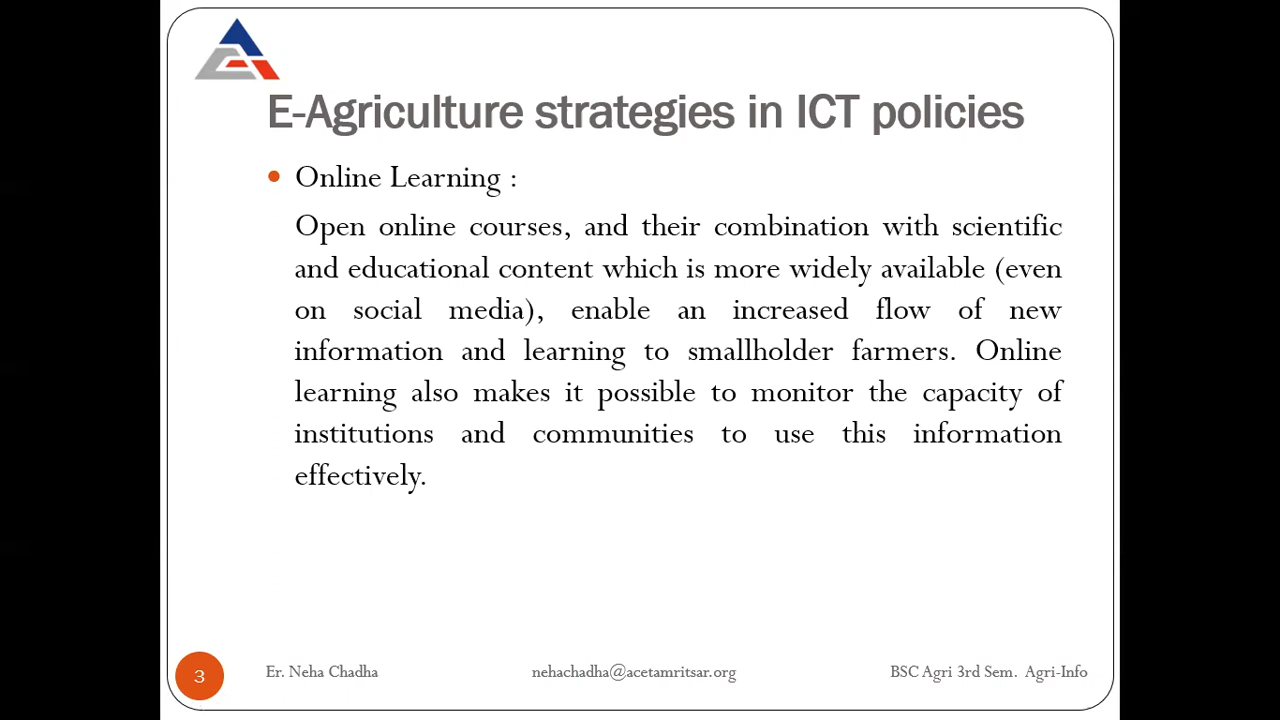 E-Agriculture strategies in ICT policies
Online Learning :
Open online courses, and their combination with scientific
and educational content which is more widely available (even
on social media), enable an increased flow of new
information and learning to smallholder farmers. Online
learning also makes it possible to monitor the capacity of
institutions and communities to use this information
effectively.
3
Er. Neha Chadha
nehachadha@acetamritsar.org
BSC Agri 3rd Sem. Agri-Info